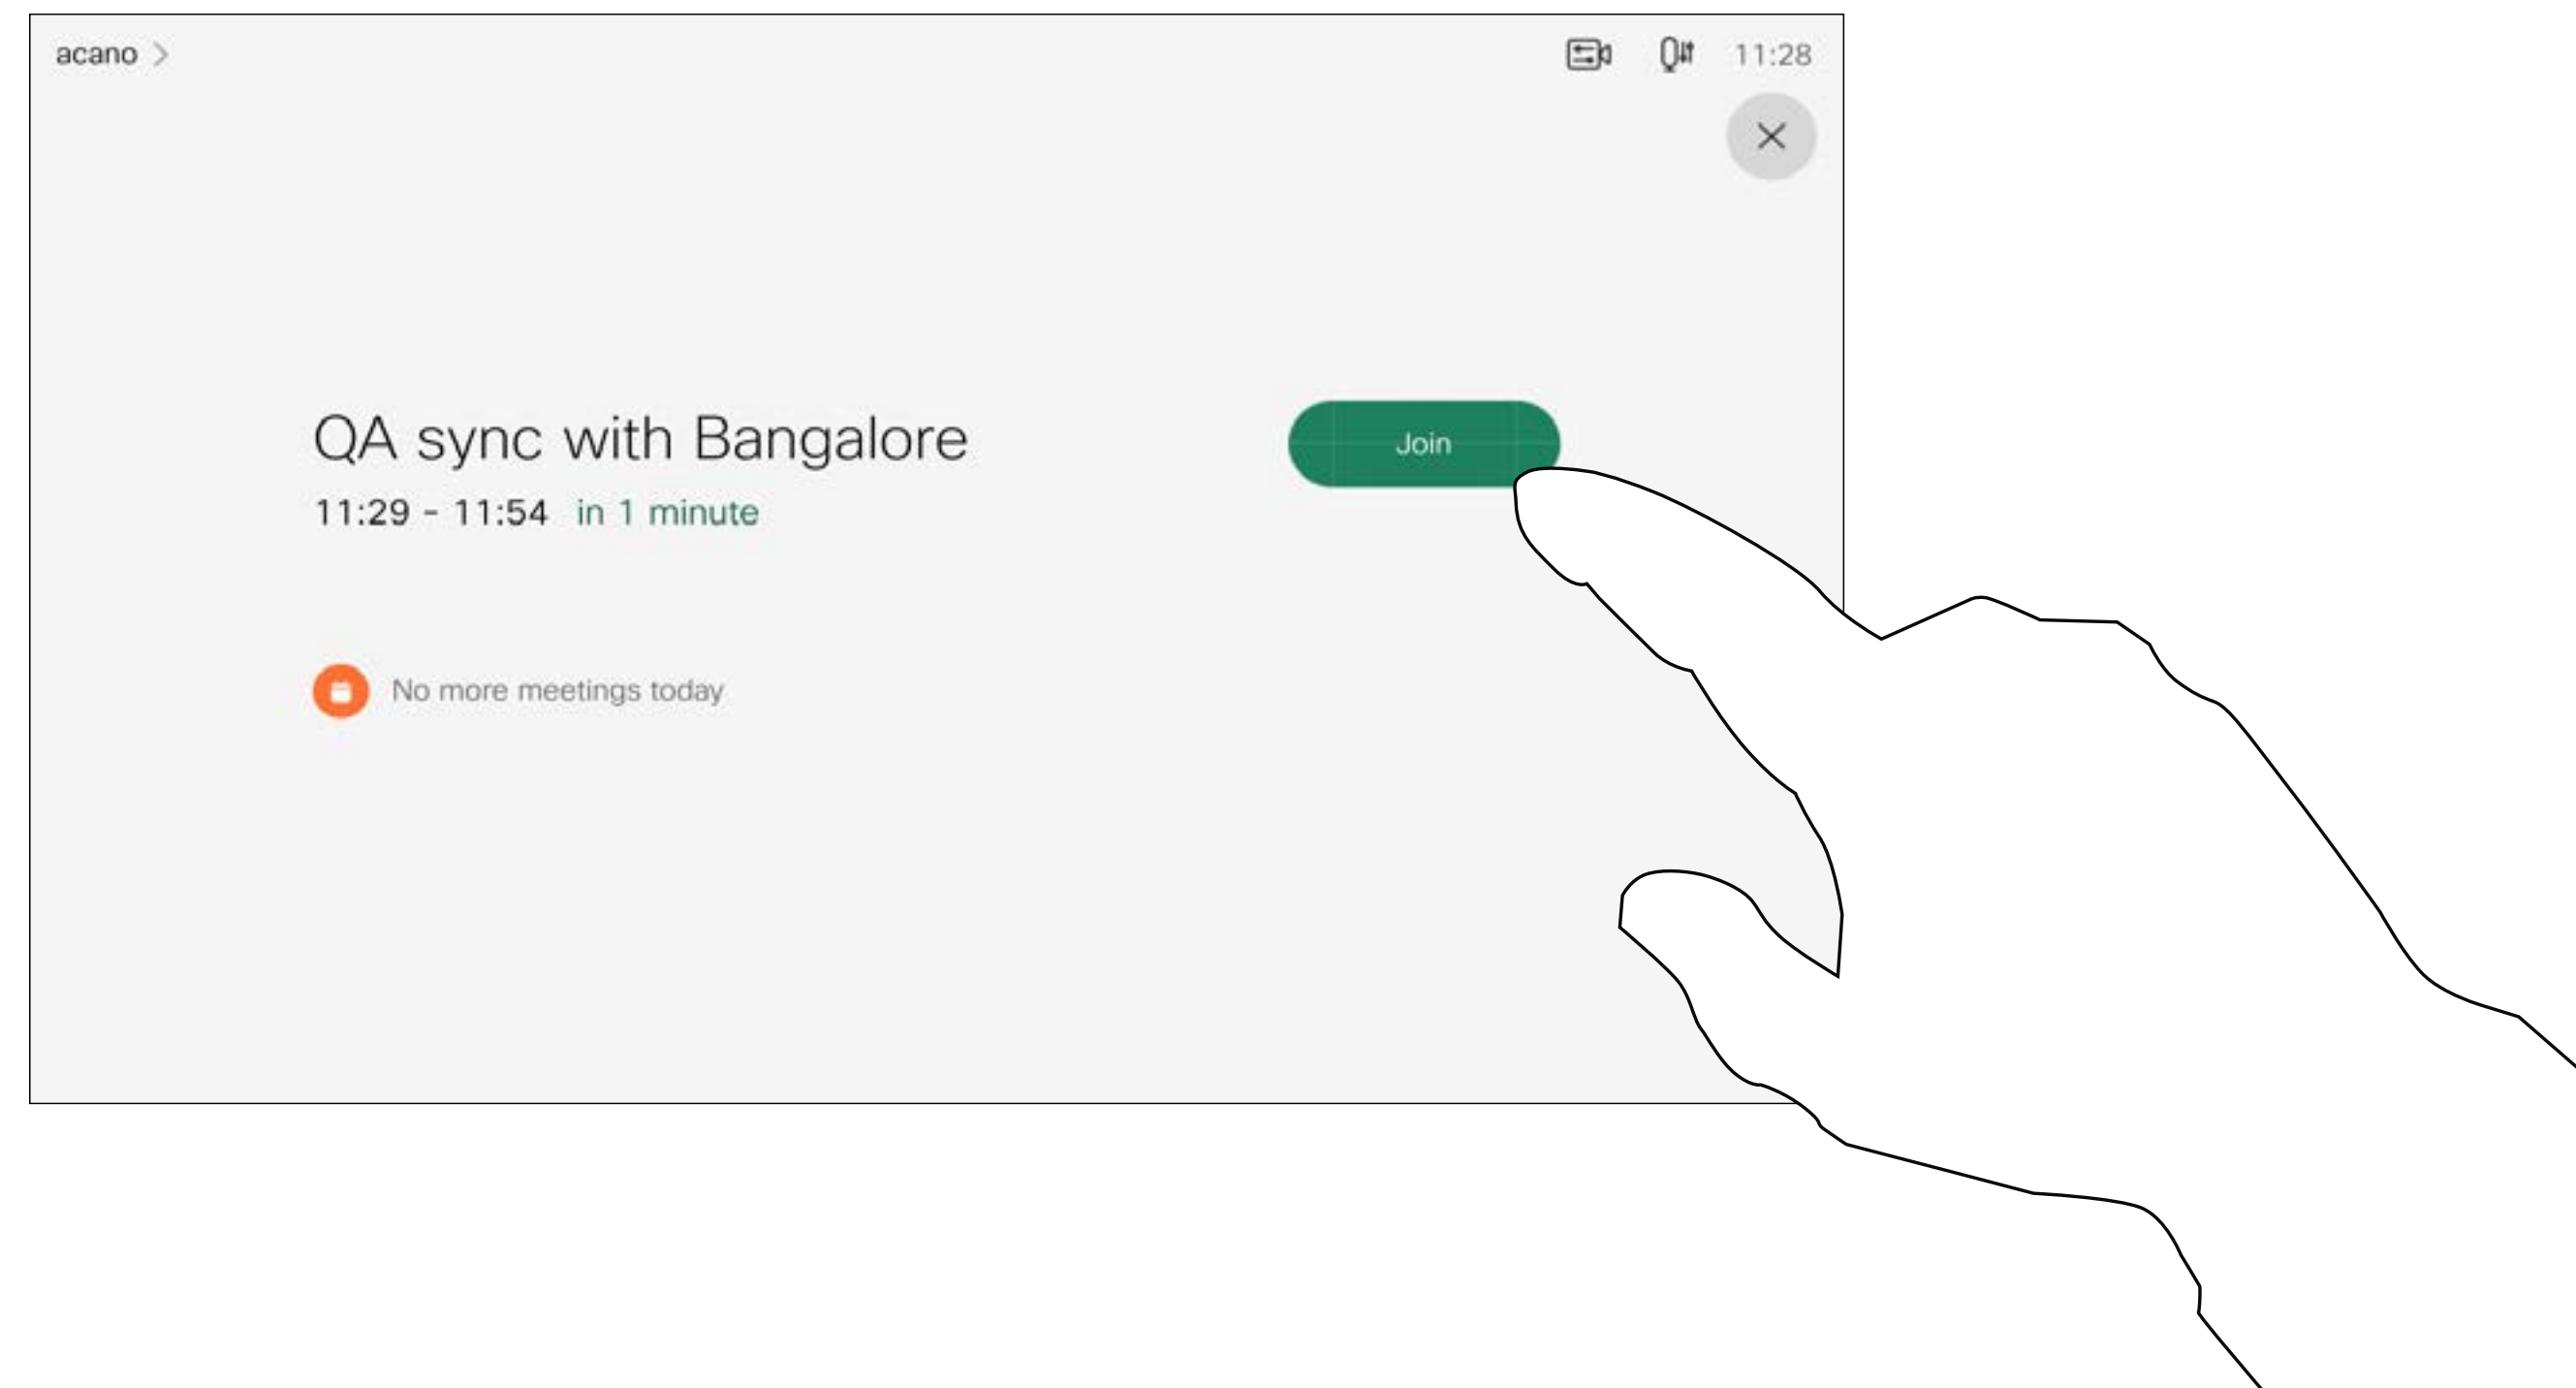 acano
11:28
QA sync with Bangalore
Join
11:29 - 11:54 in 1 minute
No more meetings today